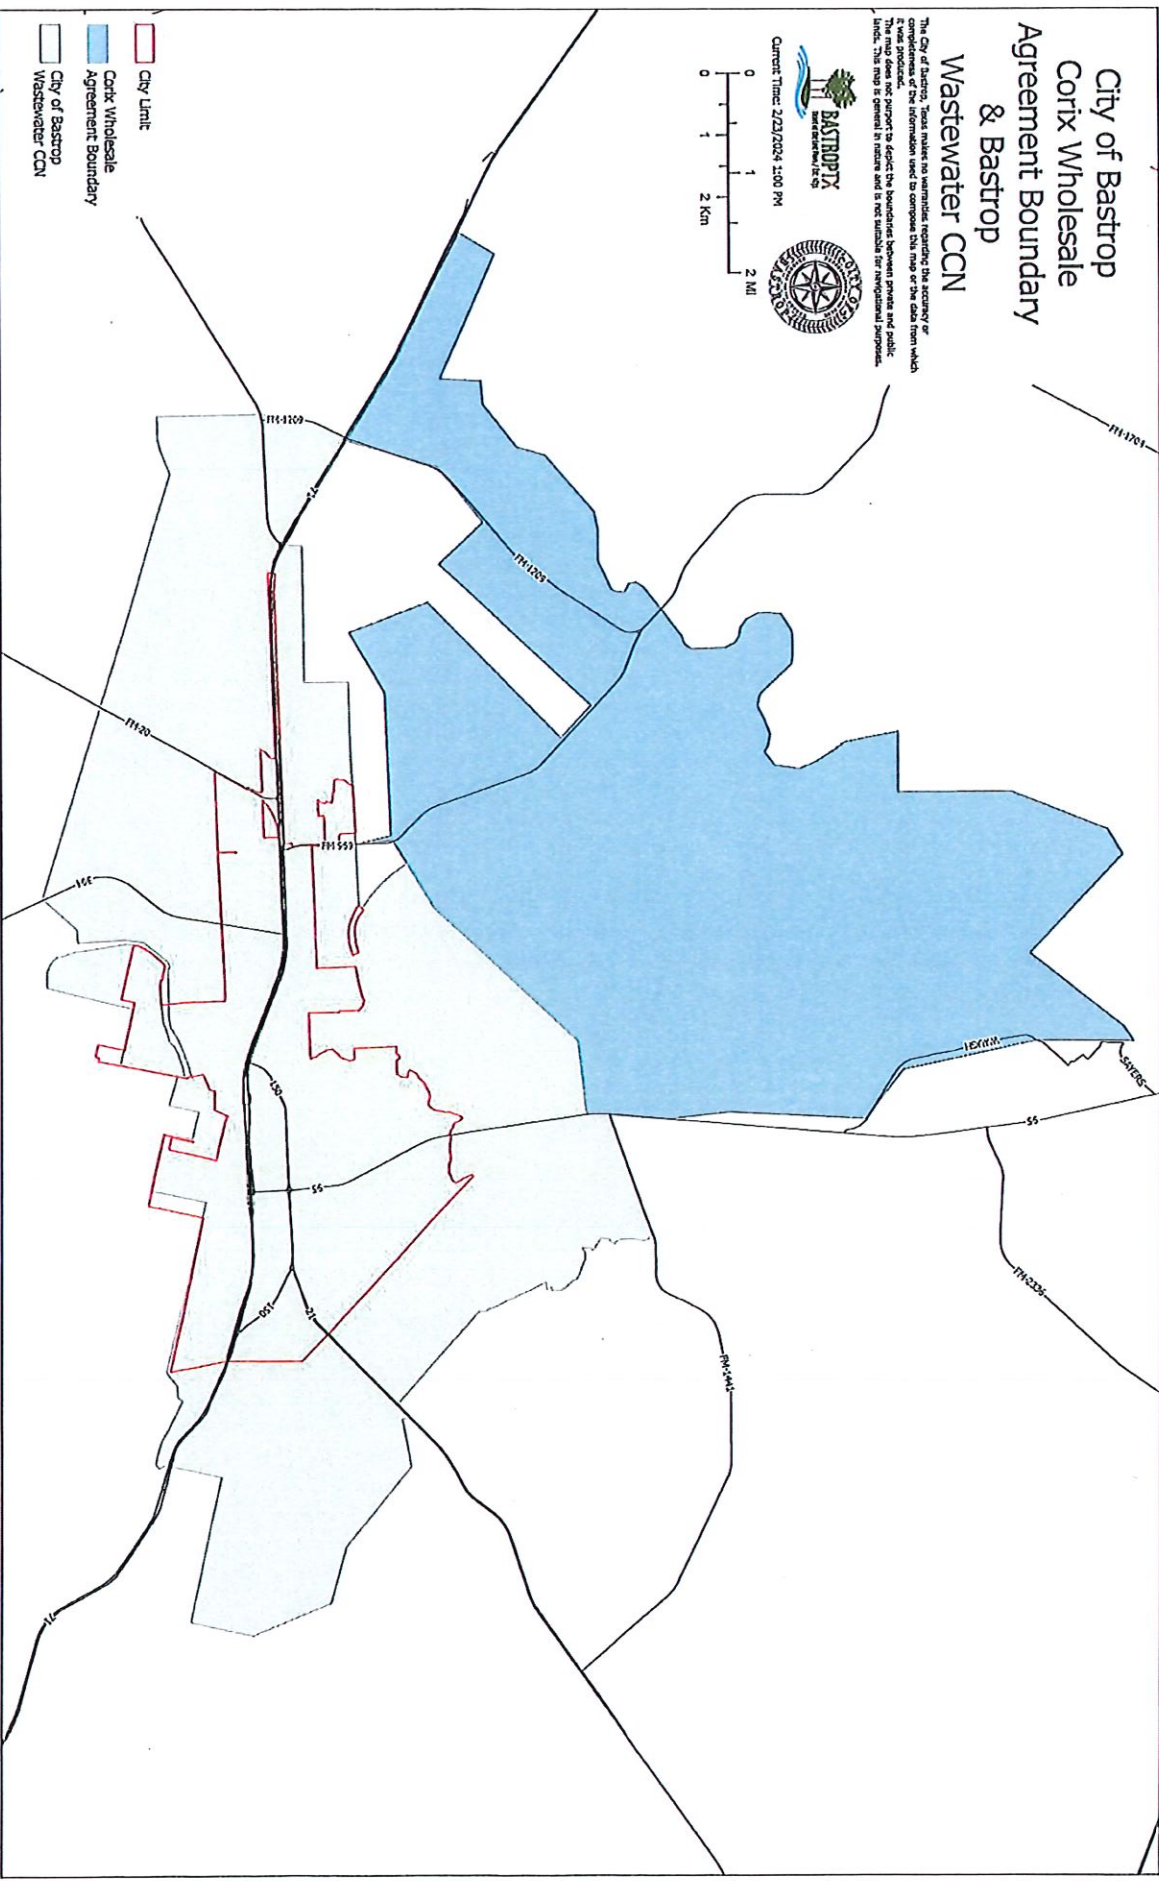 City of Bastrop
Corix Wholesale
Agreement Boundary
& Bastrop
Wastewater CCN
The City of Bastrop, Texas makes no warranties regarding the accuracy or
completeness of the information used to compose this map or the data from which
it was produced.
The map does not purport to depict the boundaries between private and public
lands. This map is general in nature and is not suitable for navigational purposes.
BASTROPTX
CITY OF BASTROP
Current Time: 2/23/2024 1:00 PM
0 1 2 MI
0 1 2 Km
City Limit
Corix Wholesale
Agreement Boundary
City of Bastrop
Wastewater CCN
FM-1704
FM-1209
71
FM-1209
FM-20
FM-969
304
SAYERS
95
FM-2336
150
95
150
21
FM-1441
71